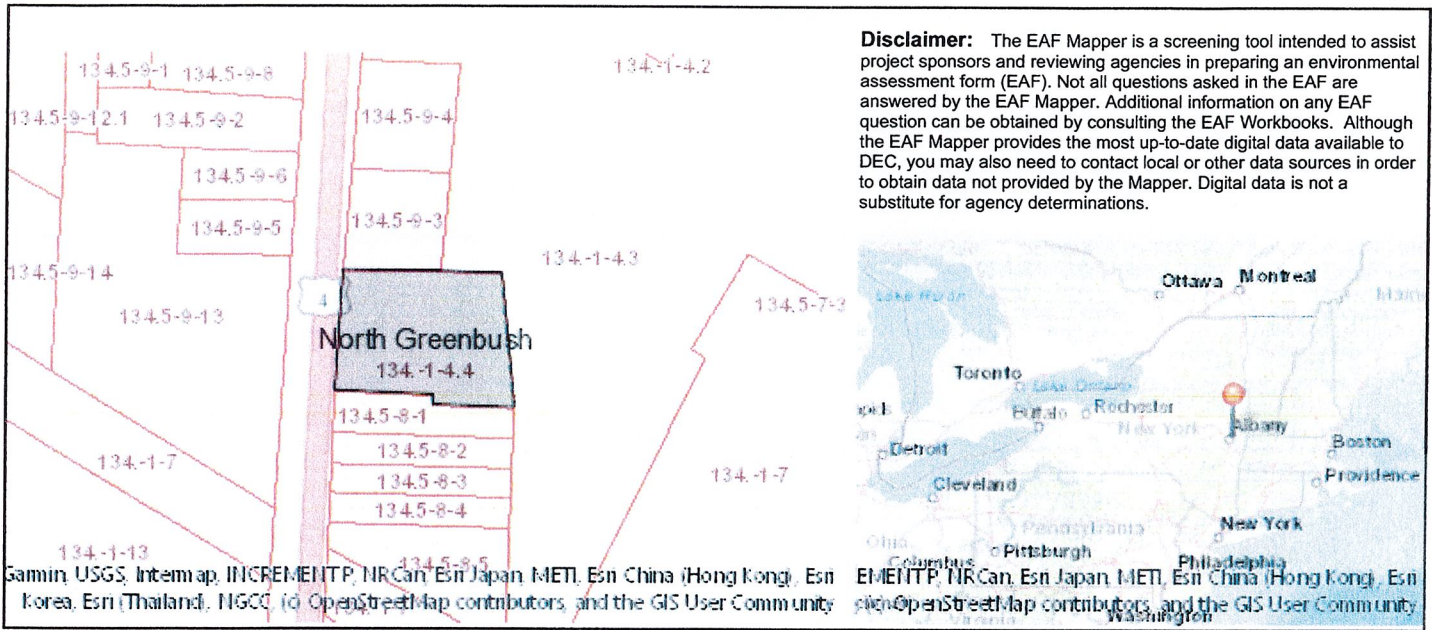 Disclaimer: The EAF Mapper is a screening tool intended to assist
project sponsors and reviewing agencies in preparing an environmental
assessment form (EAF). Not all questions asked in the EAF are
answered by the EAF Mapper. Additional information on any EAF
question can be obtained by consulting the EAF Workbooks. Although
the EAF Mapper provides the most up-to-date digital data available to
DEC, you may also need to contact local or other data sources in order
to obtain data not provided by the Mapper. Digital data is not a
substitute for agency determinations.
134.5-9-1 134.5-9-8
134.-1-4.2
134.5-9-12.1 134.5-9-2
134.5-9-4
134.5-9-6
134.5-9-5
134.5-9-3
134.5-9-14
134.-1-4.3
134.5-9-13
4
134.5-7-3
North Greenbush
134.-1-4.4
134.5-8-1
134.5-8-2
134.-1-7
134.5-8-3
134.-1-7
134.5-8-4
134.-1-13
134.5-8-5
Garmin, USGS, Intermap, INCREMENT P, NRCan, Esri Japan, METI, Esri China (Hong Kong), Esri
Korea, Esri (Thailand), NGCC, (c) OpenStreetMap contributors, and the GIS User Community
Ottawa Montreal
Lake Huron
Toronto
Lake Ontario
Buffalo Rochester
New York
Albany
Detroit
Boston
Cleveland
Providence
Pennsylvania
New York
Ohio
Pittsburgh
Columbus
Philadelphia
EMENT P, NRCan, Esri Japan, METI, Esri China (Hong Kong), Esri
OpenStreetMap contributors, and the GIS User Community
Washington